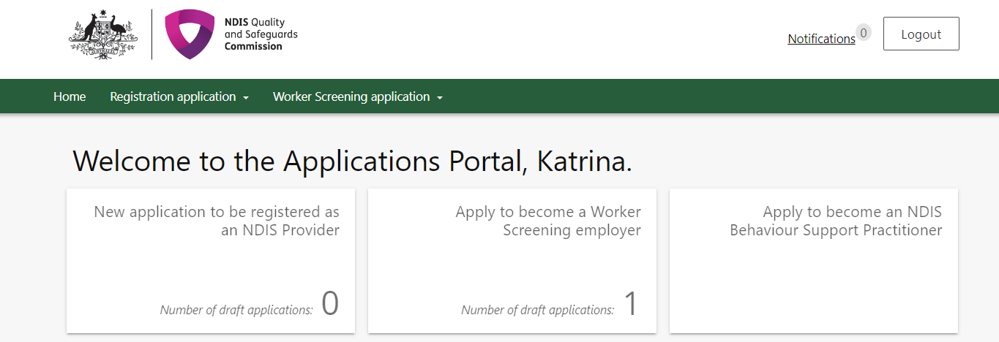 AUSTRALIA
NDIS Quality
and Safeguards
Commission
Notifications 0
Logout
Home
Registration application
Worker Screening application
Welcome to the Applications Portal, Katrina.
New application to be registered as
an NDIS Provider
Number of draft applications: 0
Apply to become a Worker
Screening employer
Number of draft applications: 1
Apply to become an NDIS
Behaviour Support Practitioner